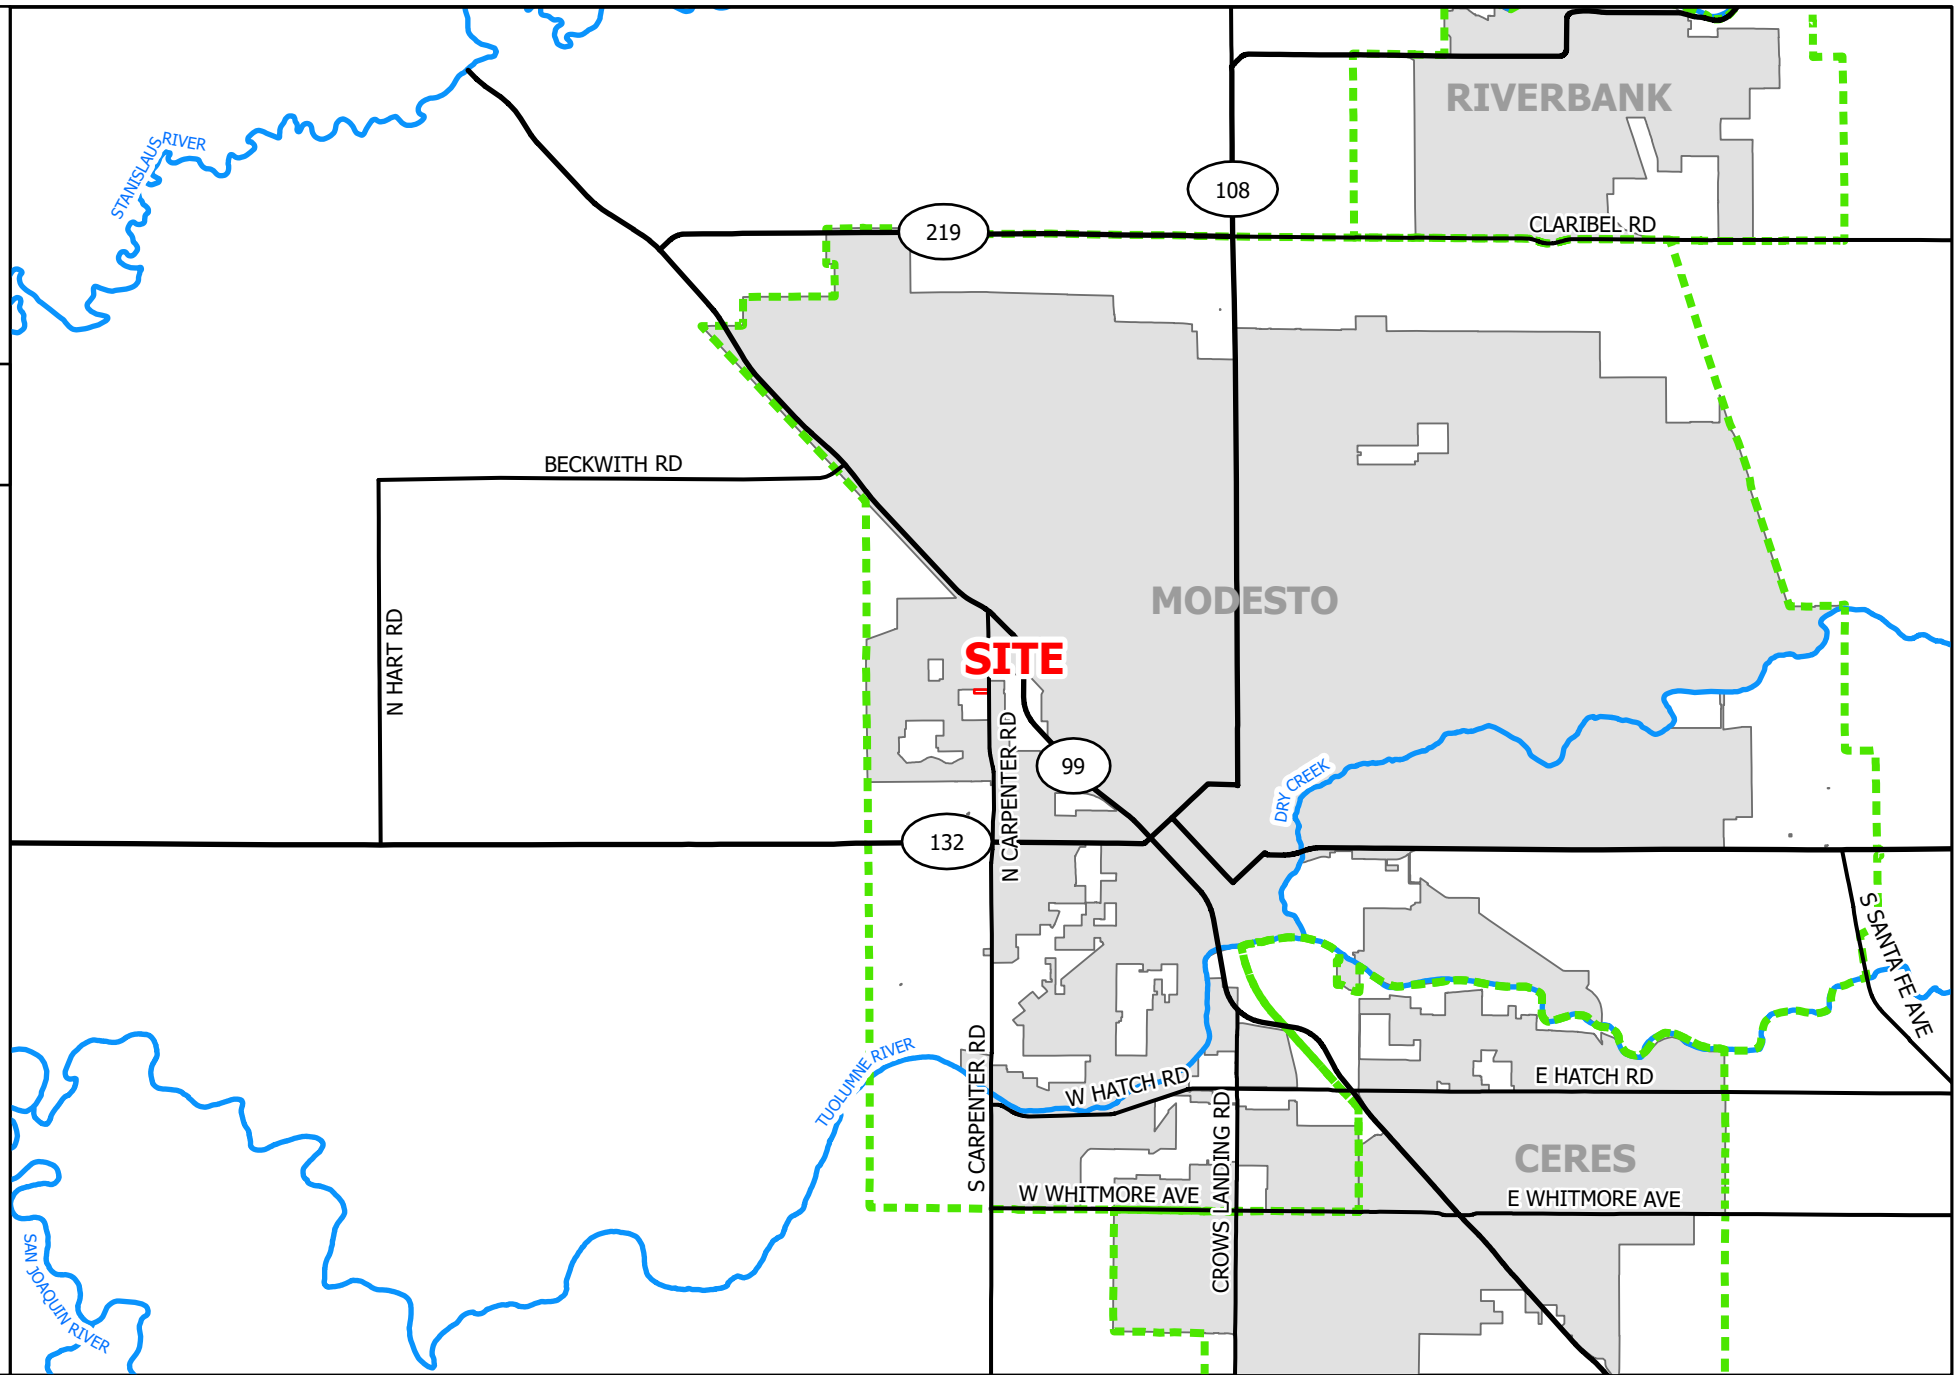 RIVERBANK
STANISLAUS RIVER
108
CLARIBEL RD
219
BECKWITH RD
MODESTO
N HART RD
SITE
N CARPENTER RD
99
DRY CREEK
132
S SANTA FE AVE
S CARPENTER RD
TUOLUMNE RIVER
W HATCH RD
E HATCH RD
CROWS LANDING RD
CERES
W WHITMORE AVE
E WHITMORE AVE
SAN JOAQUIN RIVER